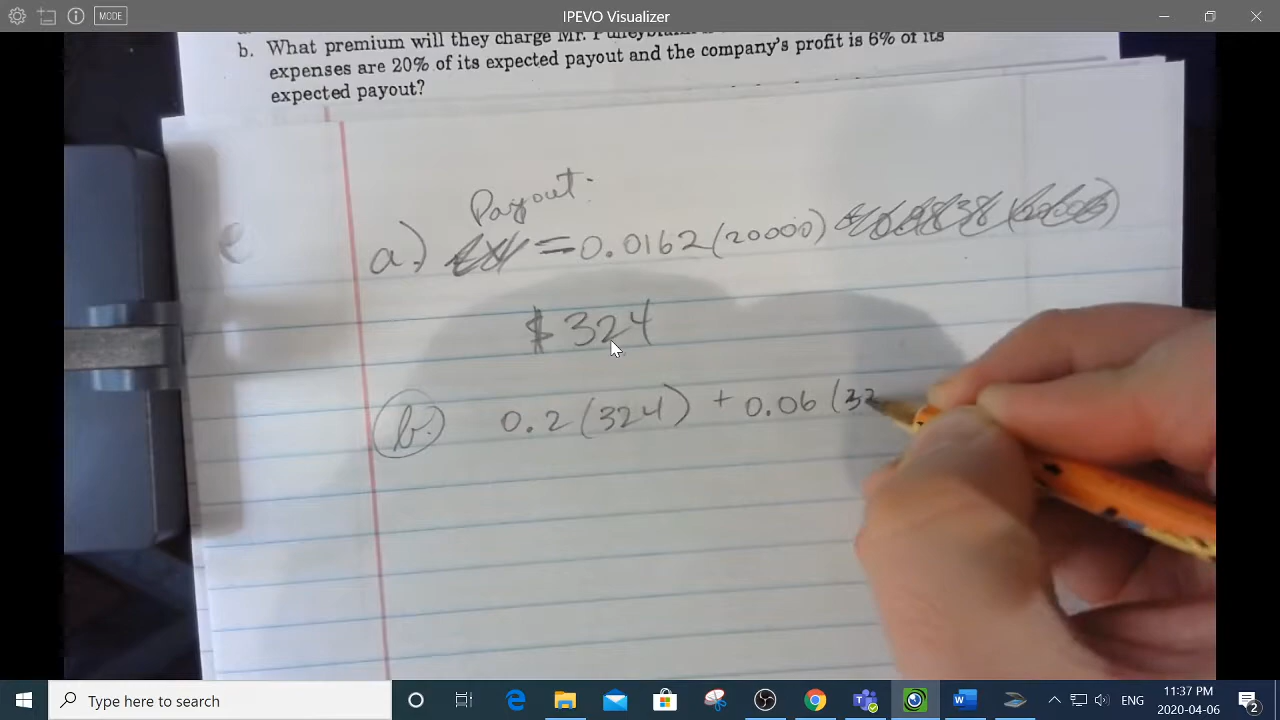 IPEVO Visualizer
MODE
b. What premium will they charge Mr.
expenses are 20% of its expected payout and the company's profit is 6% of its
expected payout?
Payout:
a.) = 0.0162(20000)
$324
b.) 0.2(324) + 0.06(32
Type here to search
ENG
11:37 PM
2020-04-06
2